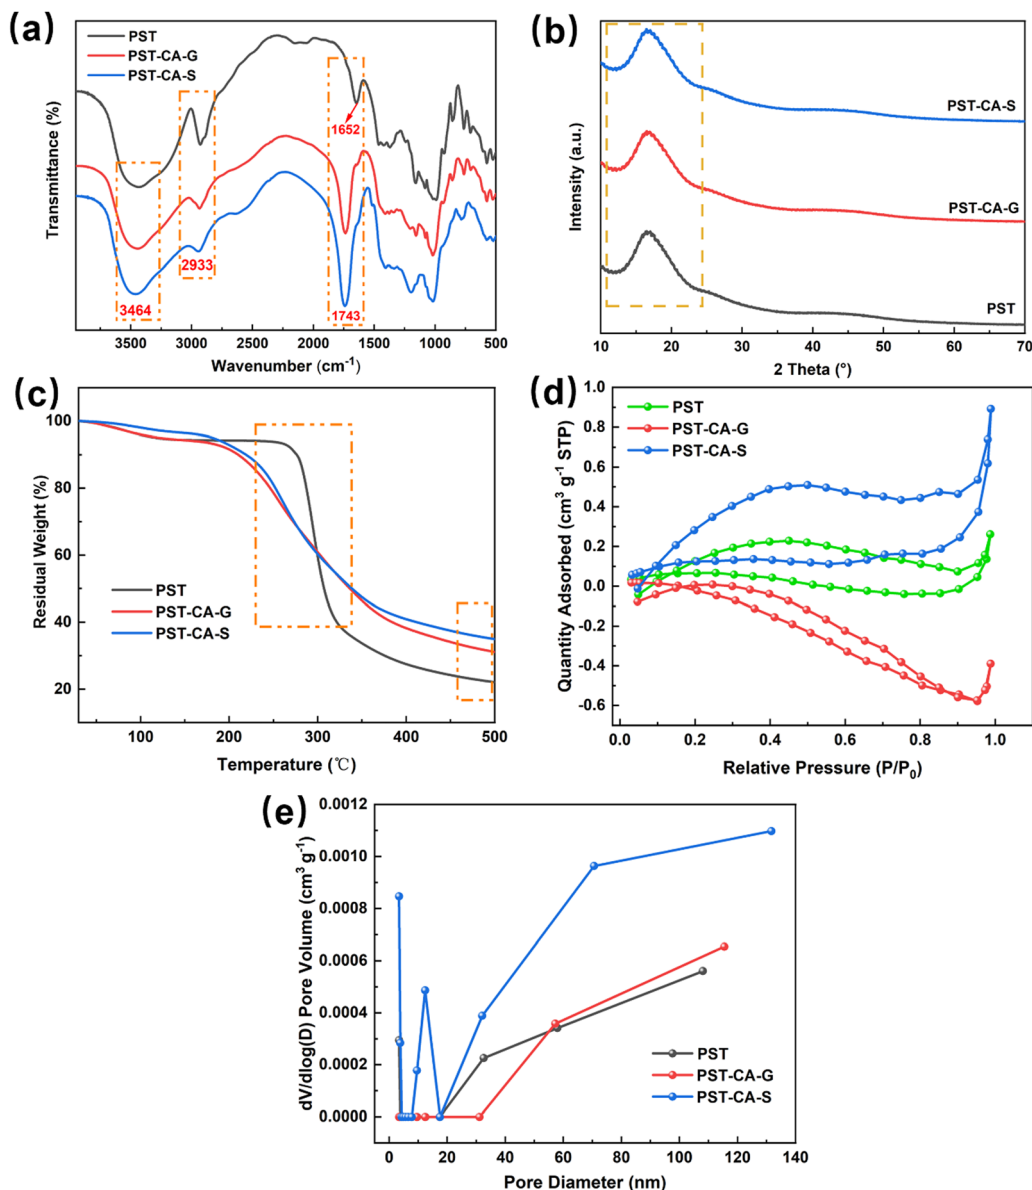 (a)
PST
PST-CA-G
PST-CA-S
Transmittance (%)
1652
2933
3464
1743
3500 3000 2500 2000 1500 1000 500
Wavenumber (cm⁻¹)
(b)
Intensity (a.u.)
PST-CA-S
PST-CA-G
PST
10 20 30 40 50 60 70
2 Theta (°)
(c)
Residual Weight (%)
100
80
60
40
20
PST
PST-CA-G
PST-CA-S
100 200 300 400 500
Temperature (℃)
(d)
Quantity Adsorbed (cm³ g⁻¹ STP)
1.0
0.8
0.6
0.4
0.2
0.0
-0.2
-0.4
-0.6
PST
PST-CA-G
PST-CA-S
0.0 0.2 0.4 0.6 0.8 1.0
Relative Pressure (P/P₀)
(e)
dV/dlog(D) Pore Volume (cm³ g⁻¹)
0.0012
0.0010
0.0008
0.0006
0.0004
0.0002
0.0000
PST
PST-CA-G
PST-CA-S
0 20 40 60 80 100 120 140
Pore Diameter (nm)